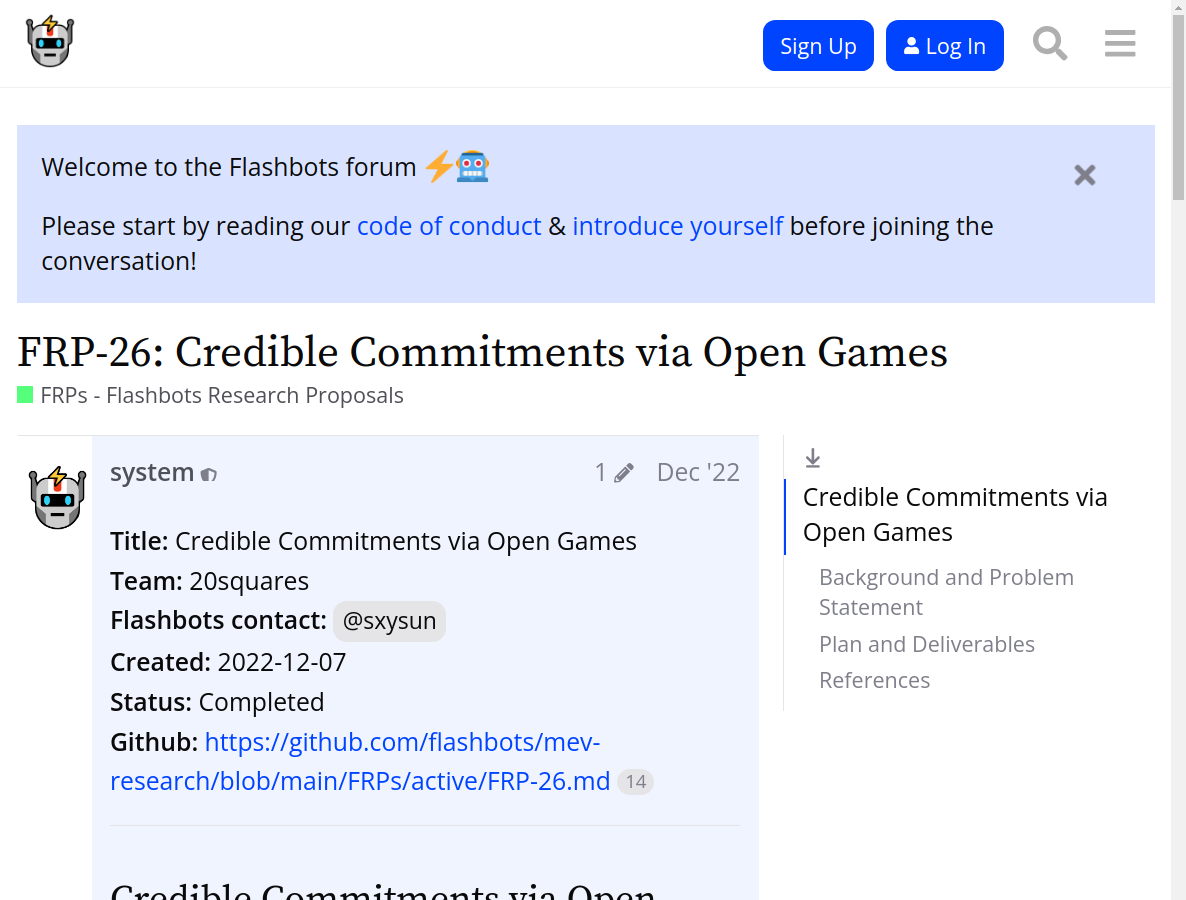 Sign Up
Log In
Welcome to the Flashbots forum
Please start by reading our code of conduct & introduce yourself before joining the
conversation!
FRP-26: Credible Commitments via Open Games
FRPs - Flashbots Research Proposals
system
1
Dec '22
Title: Credible Commitments via Open Games
Team: 20squares
Flashbots contact: @sxysun
Created: 2022-12-07
Status: Completed
Github: https://github.com/flashbots/mev-
research/blob/main/FRPs/active/FRP-26.md 14
Credible Commitments via Open
Credible Commitments via
Open Games
Background and Problem
Statement
Plan and Deliverables
References